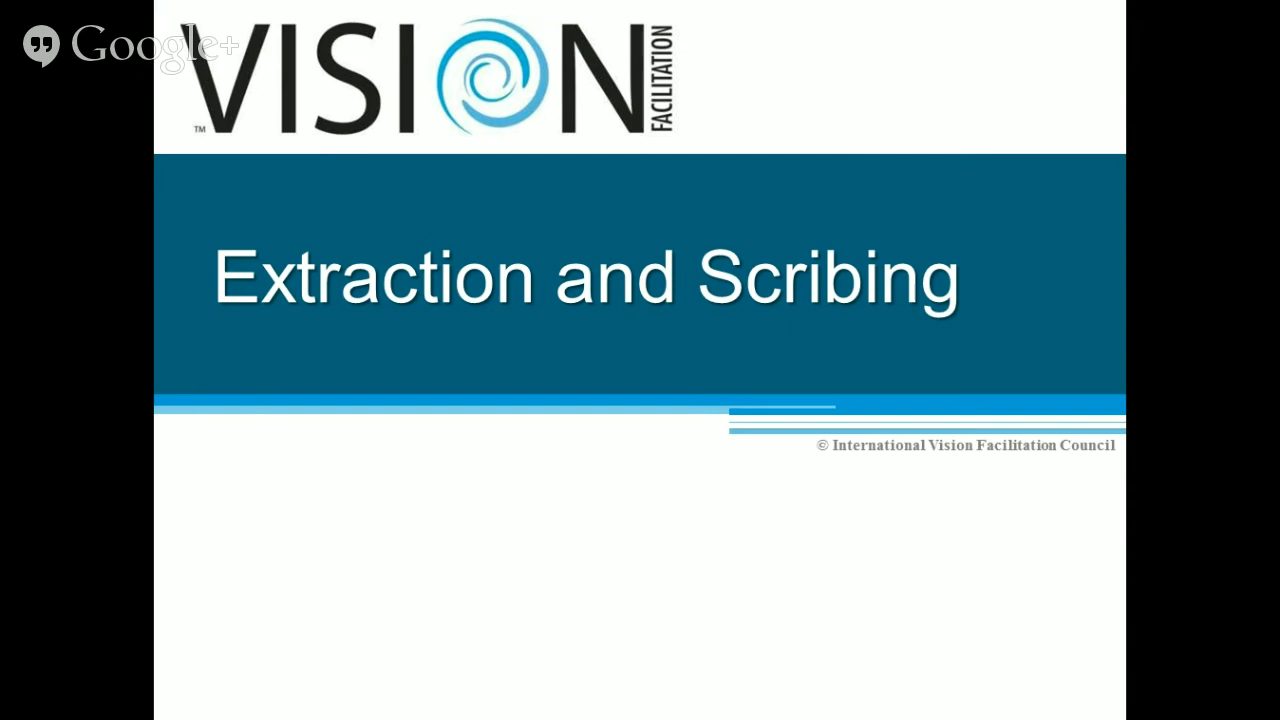 Google+
VISION
FACILITATION
TM
Extraction and Scribing
© International Vision Facilitation Council